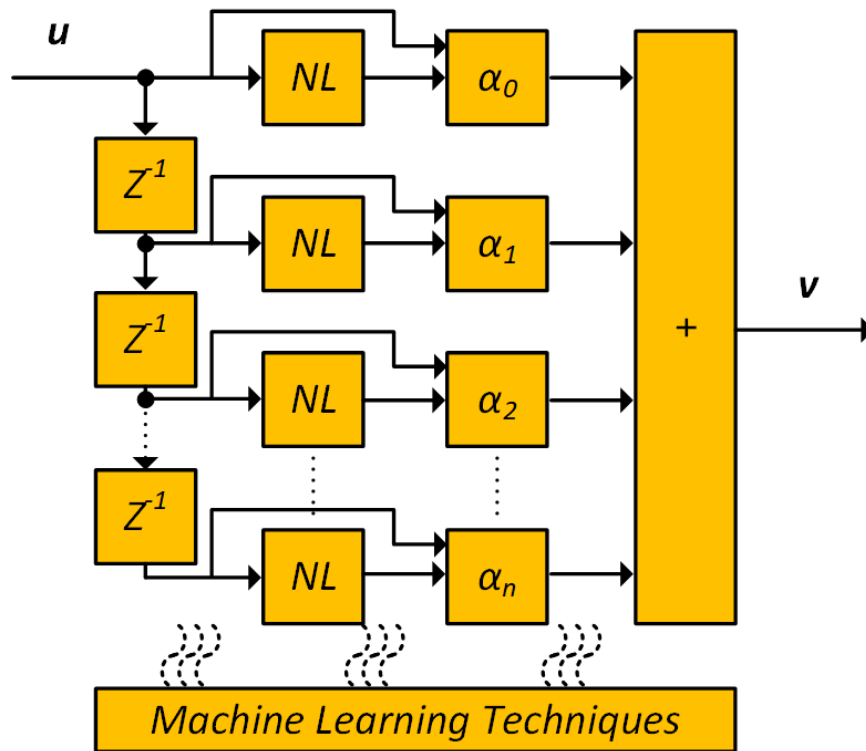 u
NL
α0
Z-1
NL
α1
Z-1
NL
α2
+
v
Z-1
NL
αn
Machine Learning Techniques